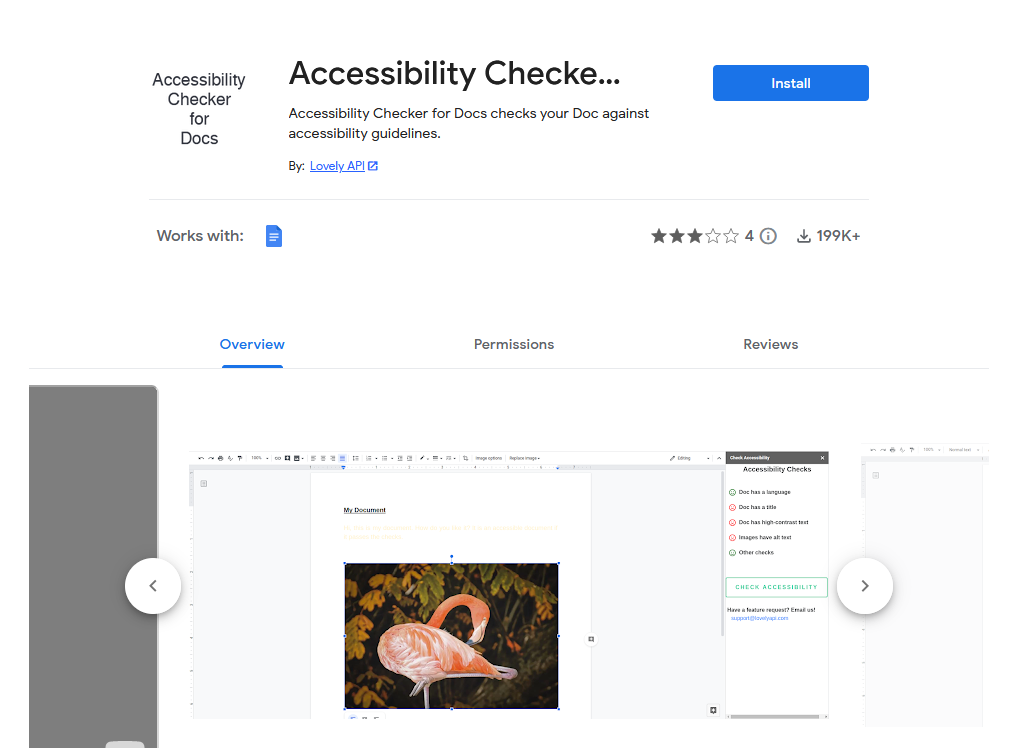 Accessibility
Checker
for
Docs
Accessibility Checke...
Accessibility Checker for Docs checks your Doc against
accessibility guidelines.
By: Lovely API
Install
Works with:
4
199K+
Overview
Permissions
Reviews
100%
Image options
Replace image
Editing
My Document
Check Accessibility
Accessibility Checks
Doc has a language
Doc has a title
Doc has high-contrast text
Images have alt text
Other checks
CHECK ACCESSIBILITY
Have a feature request? Email us!
support@lovelyapi.com
100%
Normal text